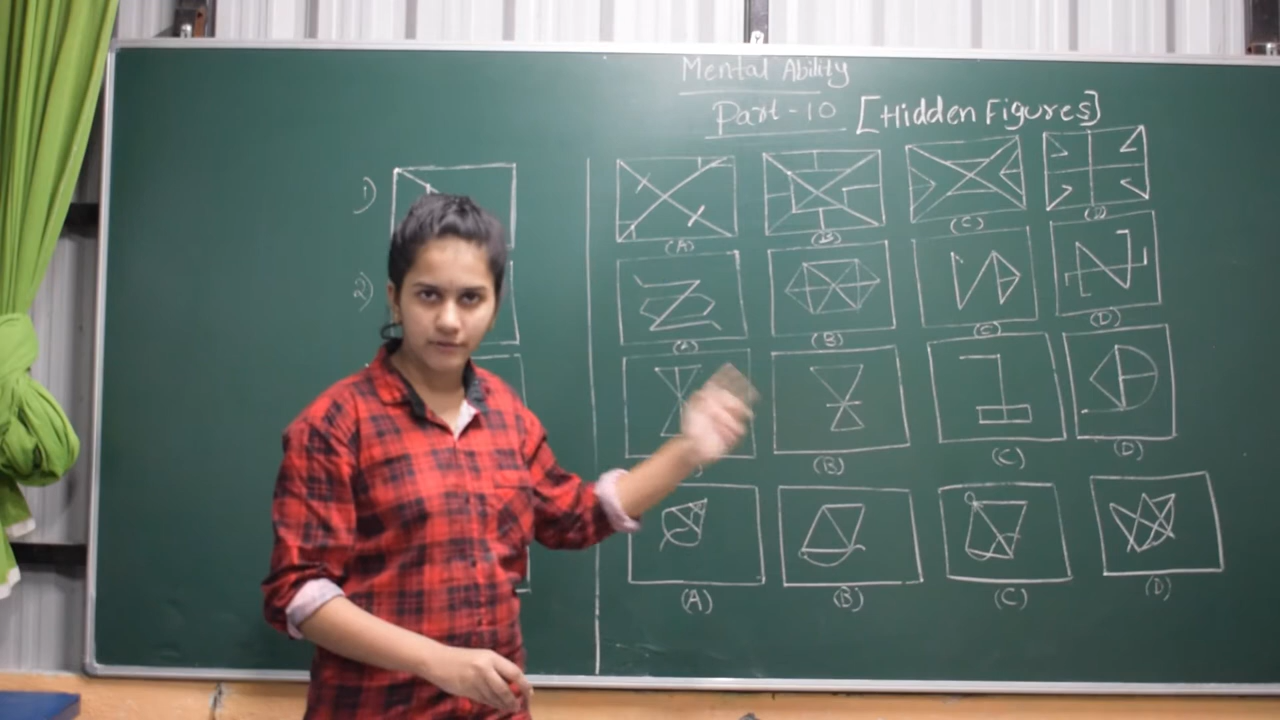 Mental Ability
Part-10 [Hidden Figures]
1)
(A) (B) (C) (D)
2)
(A) (B) (C) (D)
(B) (C) (D)
(A) (B) (C) (D)